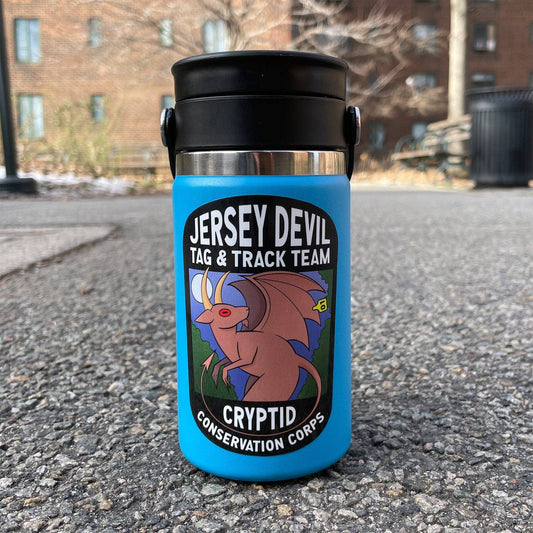 JERSEY DEVIL
TAG & TRACK TEAM
CRYPTID
CONSERVATION CORPS